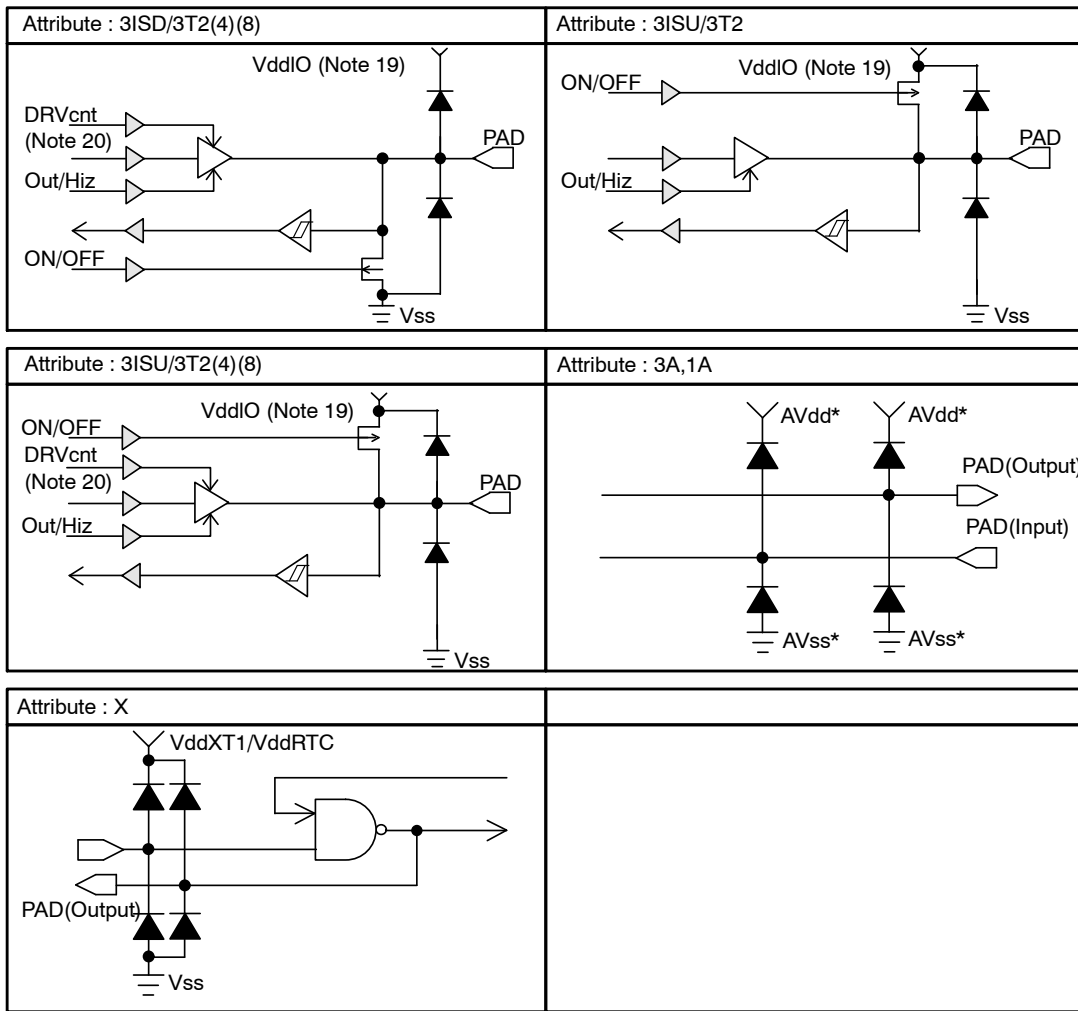 Attribute : 3ISD/3T2(4)(8)
VddIO (Note 19)
DRVcnt
(Note 20)
PAD
Out/Hiz
ON/OFF
Vss
Attribute : 3ISU/3T2
VddIO (Note 19)
ON/OFF
PAD
Out/Hiz
Vss
Attribute : 3ISU/3T2(4)(8)
VddIO (Note 19)
ON/OFF
DRVcnt
(Note 20)
PAD
Out/Hiz
Vss
Attribute : 3A,1A
AVdd* AVdd*
PAD(Output)
PAD(Input)
AVss* AVss*
Attribute : X
VddXT1/VddRTC
PAD(Output)
Vss